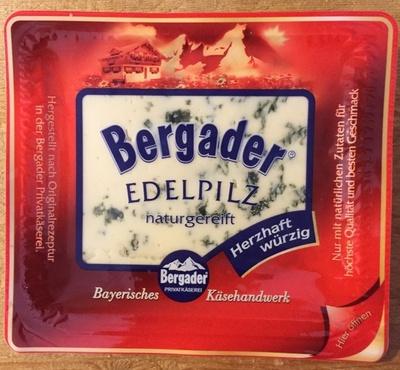 Bergader®
EDELPILZ
naturgereift
Herzhaft
würzig
Bergader
PRIVATKÄSEREI
Bayerisches Käsehandwerk
Hergestellt nach Originalrezeptur
in der Bergader Privatkäserei.
Nur mit natürlichen Zutaten für
höchste Qualität und besten Geschmack
Hier öffnen